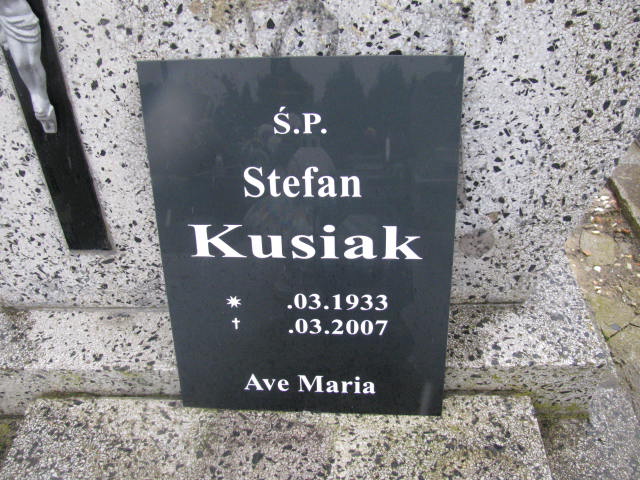 Ś.P.
Stefan
Kusiak
.03.1933
.03.2007
Ave Maria